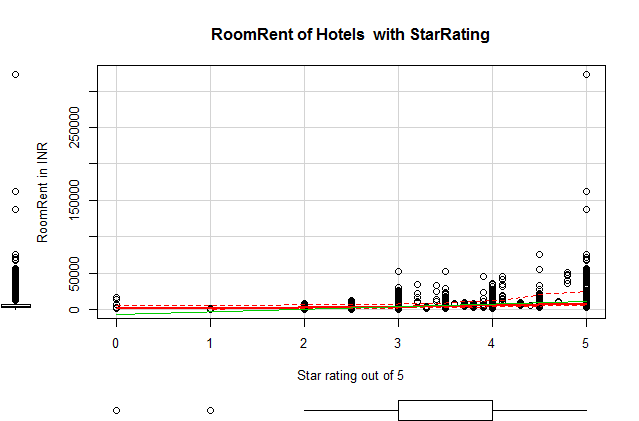 RoomRent of Hotels with StarRating
RoomRent in INR
250000
150000
50000
0
0 1 2 3 4 5
Star rating out of 5